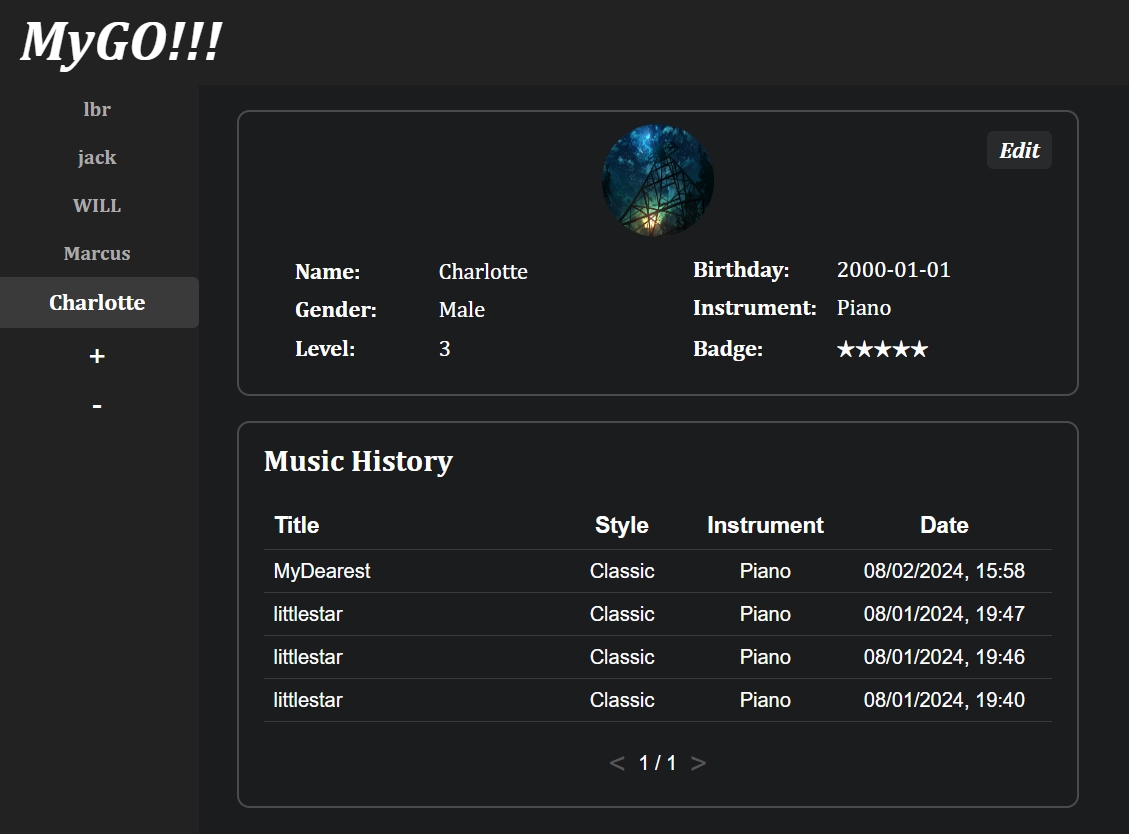 MyGO!!!
lbr
jack
WILL
Marcus
Charlotte
+
-
Edit
Name: Charlotte Birthday: 2000-01-01
Gender: Male Instrument: Piano
Level: 3 Badge: ★★★★★
Music History
Title Style Instrument Date
MyDearest Classic Piano 08/02/2024, 15:58
littlestar Classic Piano 08/01/2024, 19:47
littlestar Classic Piano 08/01/2024, 19:46
littlestar Classic Piano 08/01/2024, 19:40
< 1 / 1 >